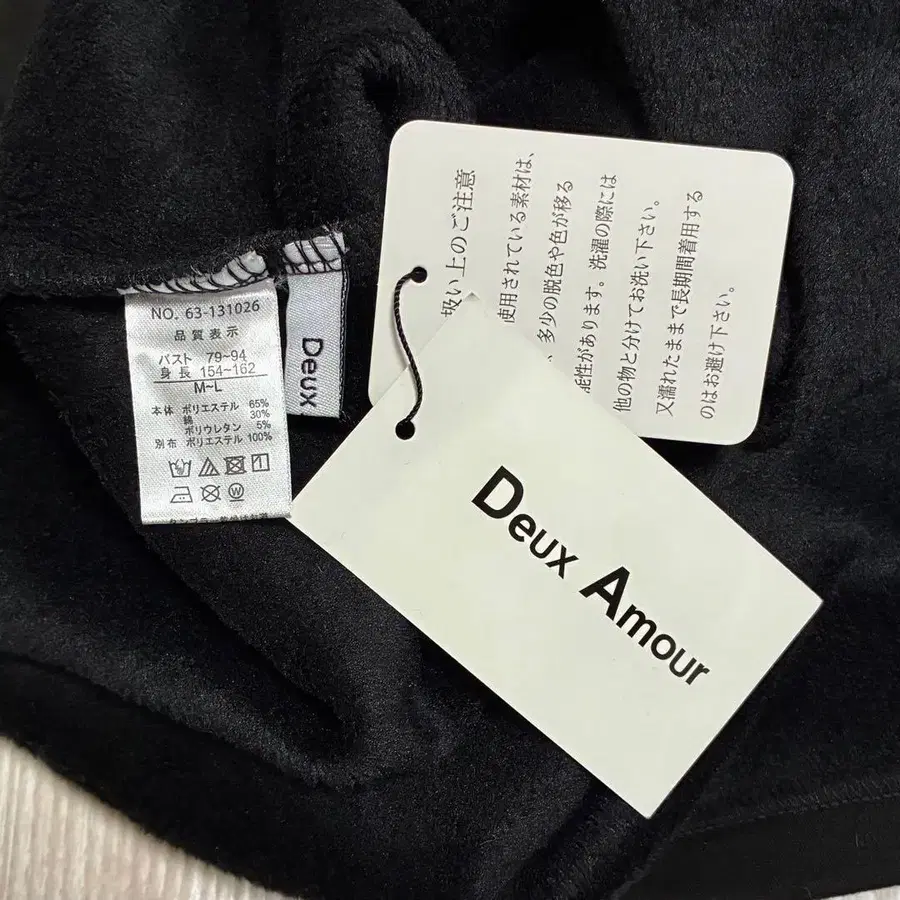 NO. 63-131026
品質表示
バスト 79~94
身長 154~162
M~L
本体 ポリエステル 65%
綿 30%
ポリウレタン 5%
別布 ポリエステル 100%
Deux
扱い上のご注意
使用されている素材は、
多少の脱色や色が移る
能性があります。洗濯の際には
他の物と分けてお洗い下さい。
又濡れたままで長期間着用する
のはお避け下さい。
Deux Amour